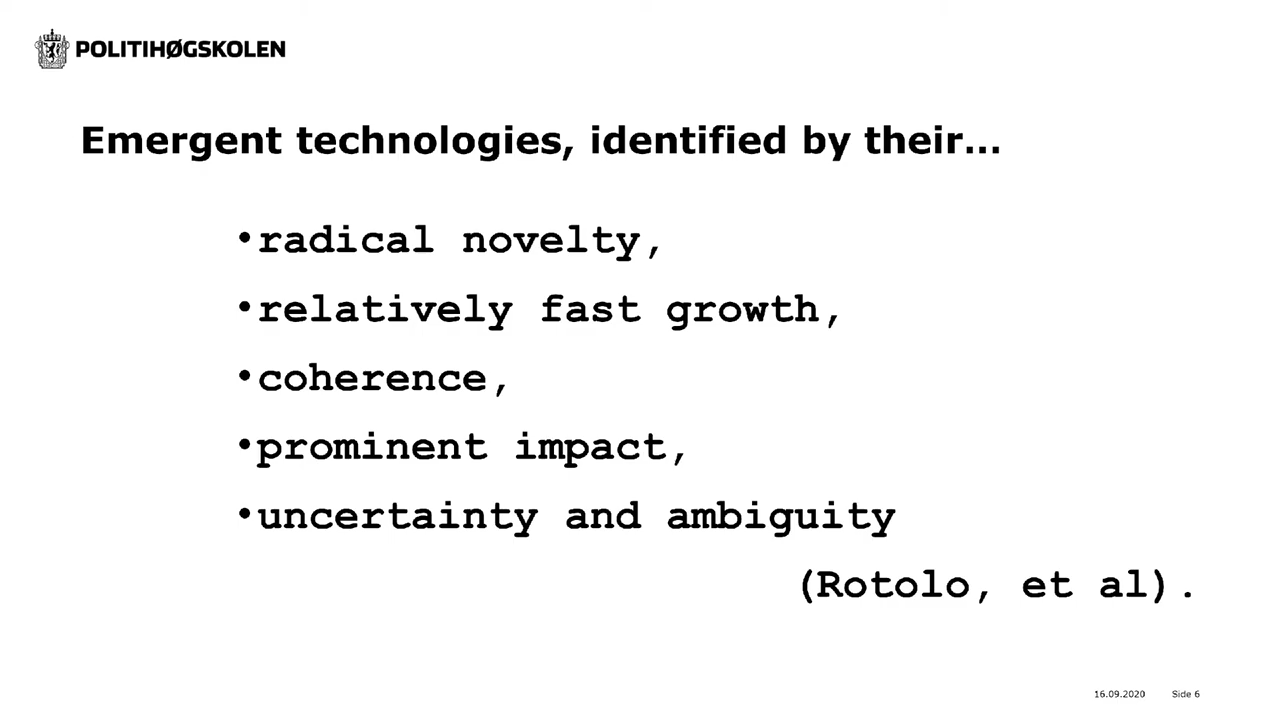 POLITIHØGSKOLEN
Emergent technologies, identified by their...
•radical novelty,
•relatively fast growth,
•coherence,
•prominent impact,
•uncertainty and ambiguity
(Rotolo, et al).
16.09.2020 Side 6